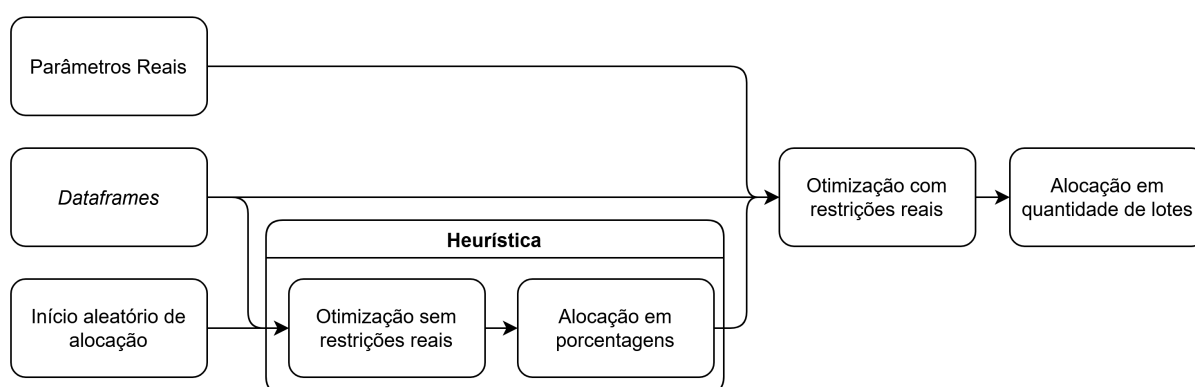 Parâmetros Reais
Dataframes
Início aleatório de
alocação
Heurística
Otimização sem
restrições reais
Alocação em
porcentagens
Otimização com
restrições reais
Alocação em
quantidade de lotes